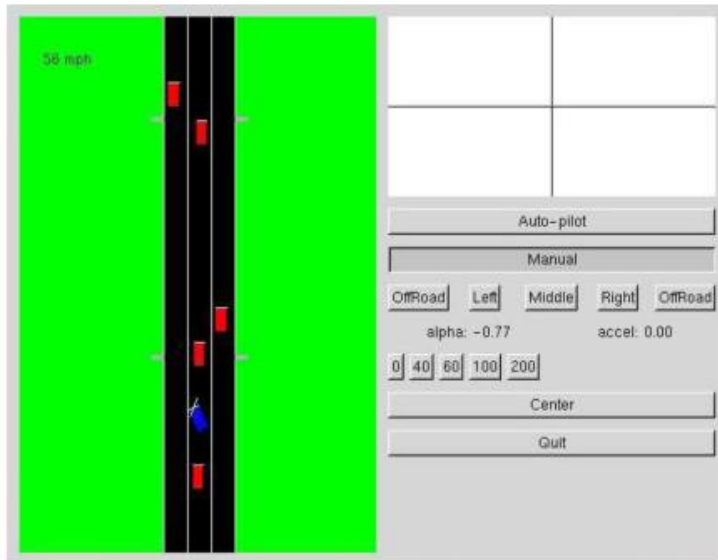 56 mph
Auto-pilot
Manual
OffRoad Left Middle Right OffRoad
alpha: -0.77 accel: 0.00
0 40 60 100 200
Center
Quit